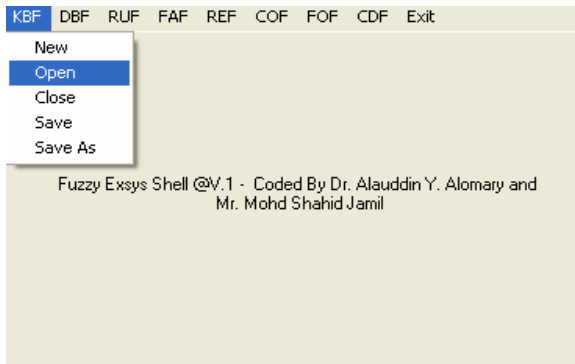 KBF DBF RUF FAF REF COF FOF CDF Exit
New
Open
Close
Save
Save As
Fuzzy Exsys Shell @V.1 - Coded By Dr. Alauddin Y. Alomary and
Mr. Mohd Shahid Jamil